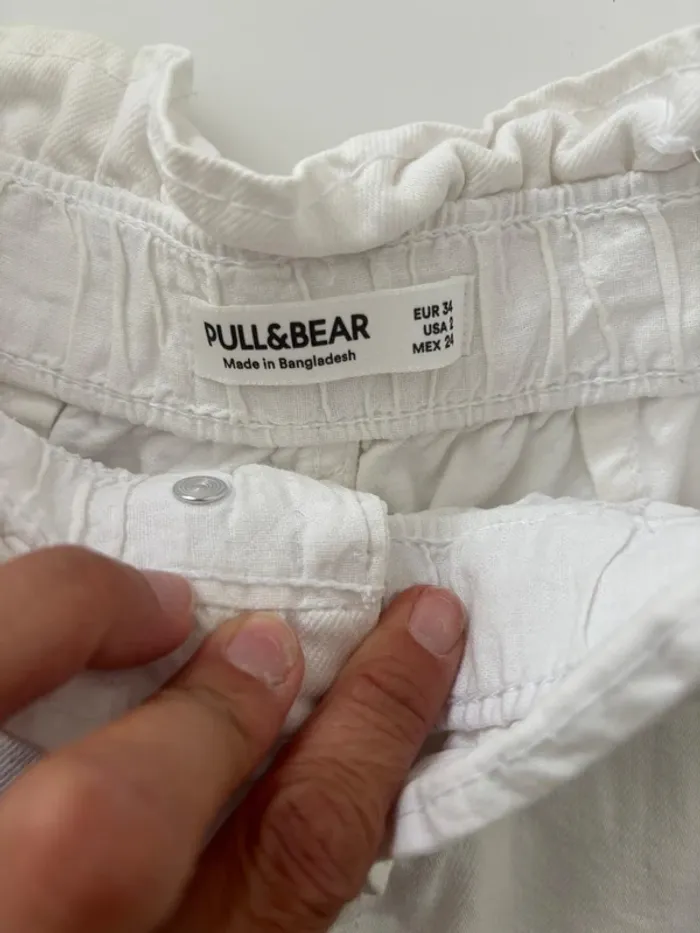 PULL&BEAR
Made in Bangladesh
EUR 34
USA 2
MEX 24